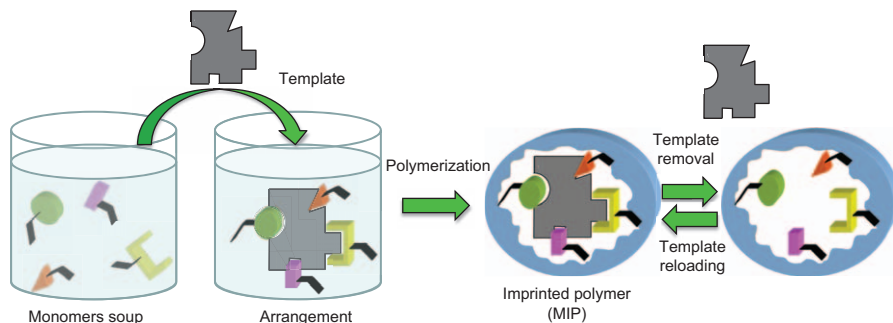 Template
Monomers soup
Arrangement
Polymerization
Imprinted polymer
(MIP)
Template
removal
Template
reloading